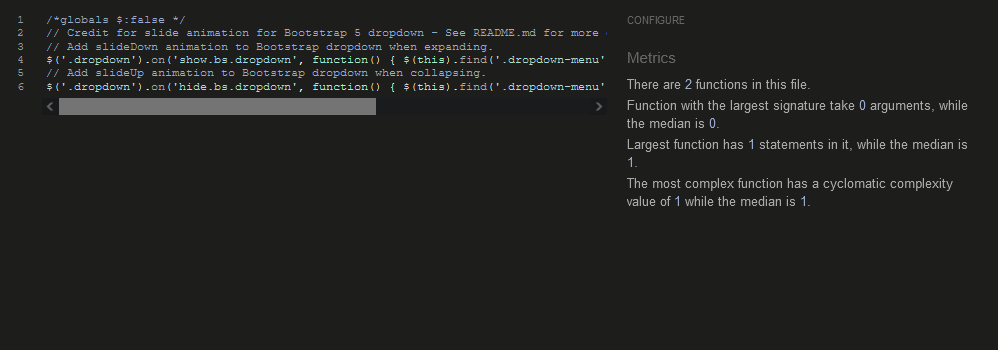 1 /*globals $:false */
2 // Credit for slide animation for Bootstrap 5 dropdown - See README.md for more
3 // Add slideDown animation to Bootstrap dropdown when expanding.
4 $('.dropdown').on('show.bs.dropdown', function() { $(this).find('.dropdown-menu'
5 // Add slideUp animation to Bootstrap dropdown when collapsing.
6 $('.dropdown').on('hide.bs.dropdown', function() { $(this).find('.dropdown-menu'
CONFIGURE
Metrics
There are 2 functions in this file.
Function with the largest signature take 0 arguments, while
the median is 0.
Largest function has 1 statements in it, while the median is
1.
The most complex function has a cyclomatic complexity
value of 1 while the median is 1.